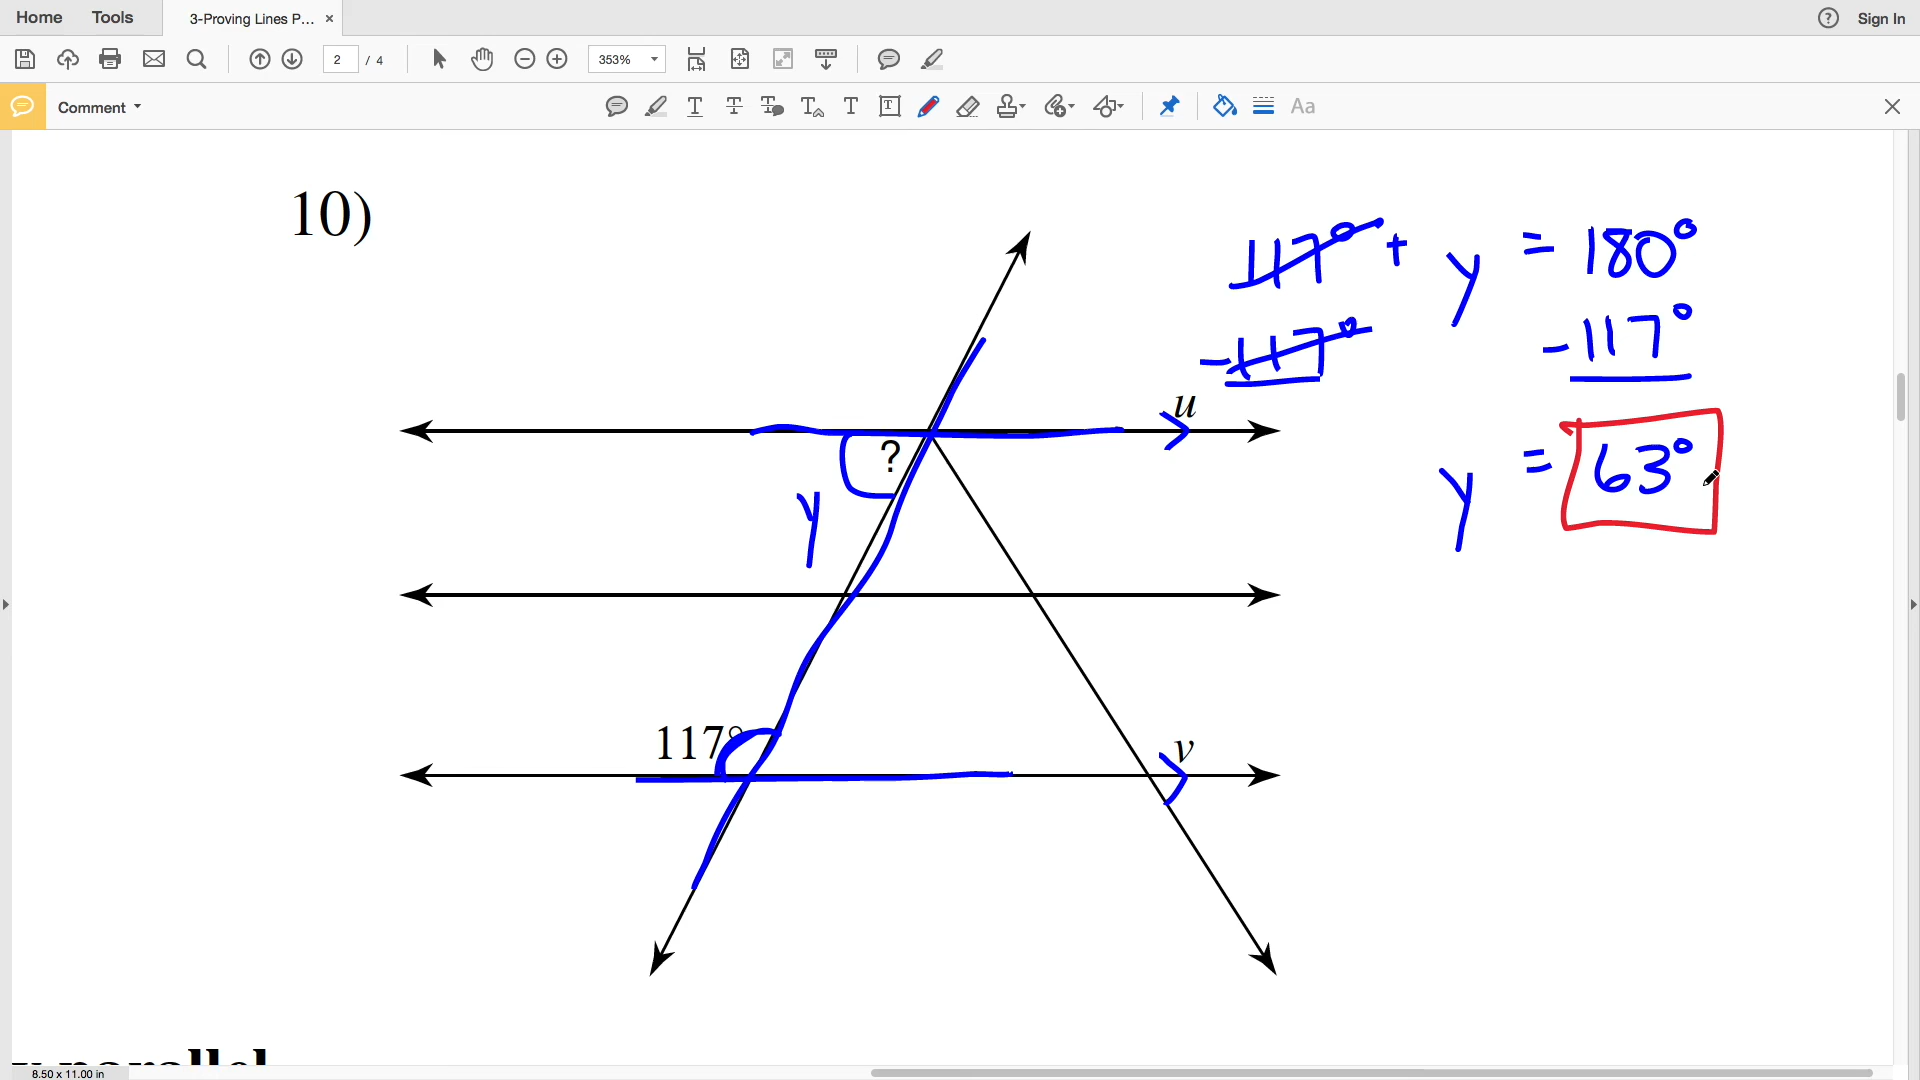 Home Tools 3-Proving Lines P... × ? Sign In
2 / 4 353%
Comment Aa
10)
117° + y = 180°
-117° -117°
u
? y = 63°
y
117° v
8.50 x 11.00 in